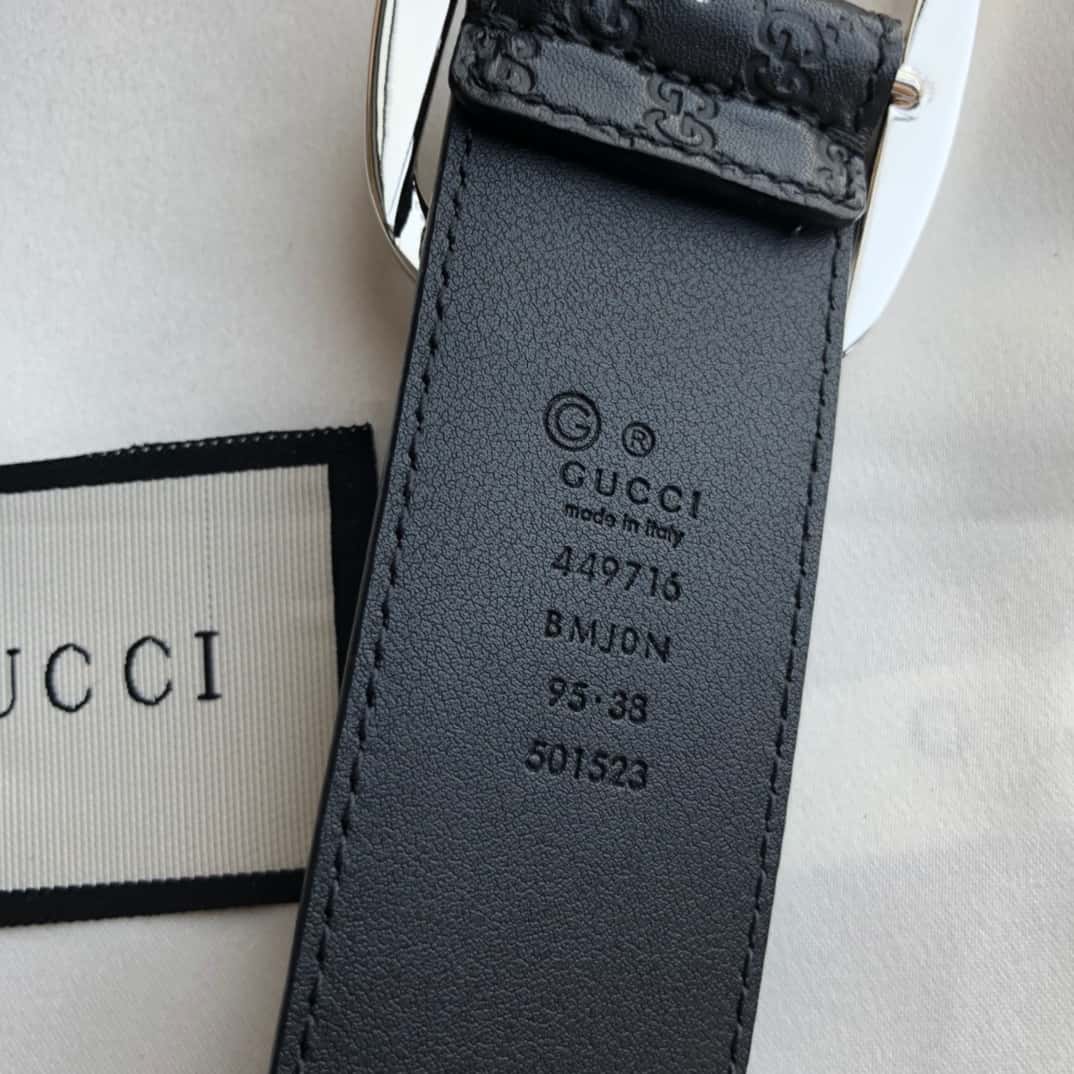 G ®
GUCCI
made in italy
449716
BMJ0N
95·38
501523
UCCI